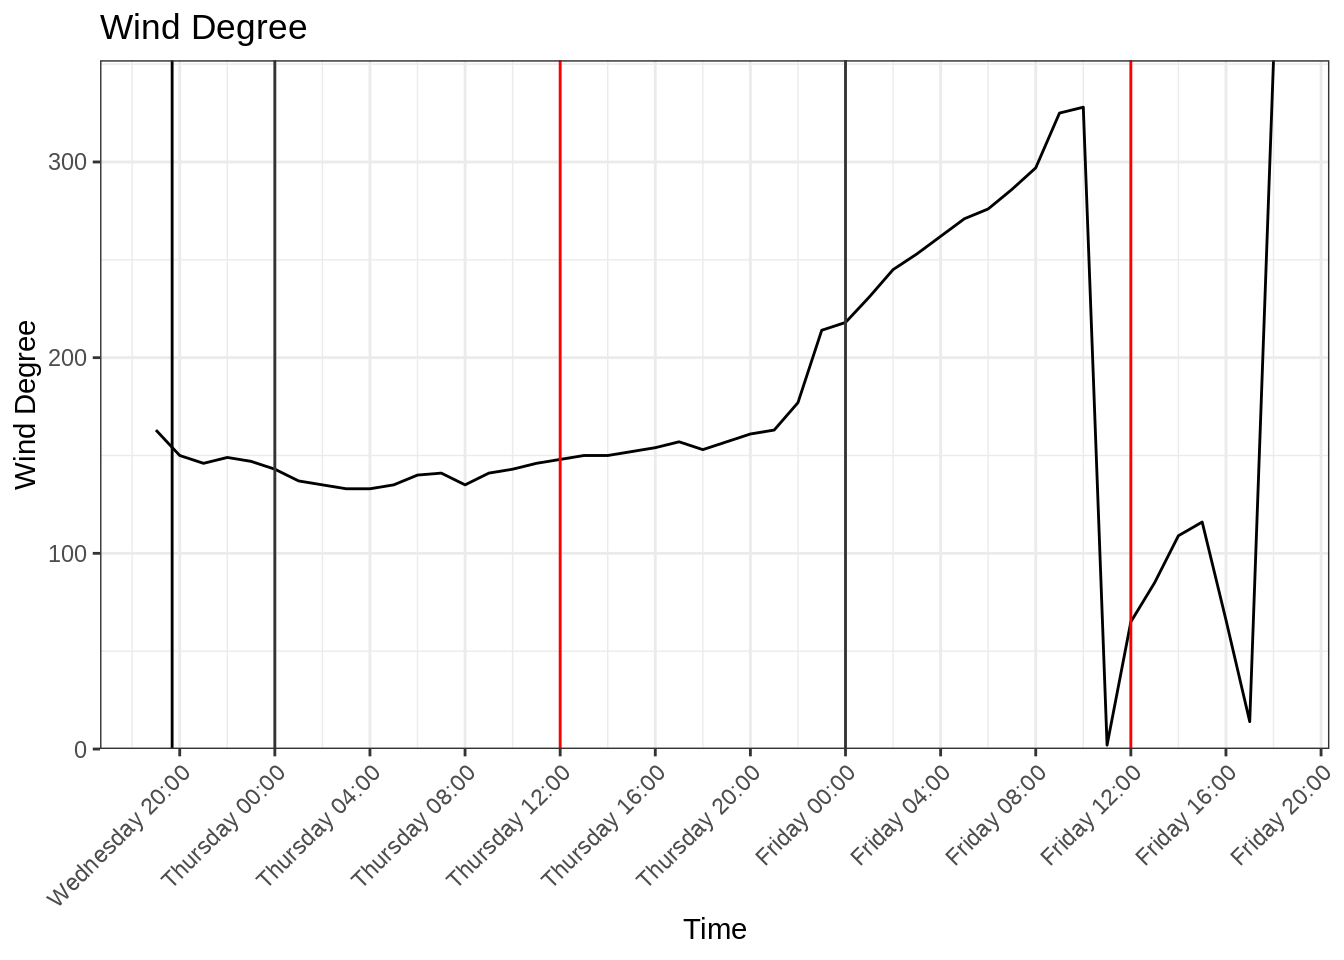 Wind Degree
Wind Degree
300
200
100
0
Wednesday 20:00
Thursday 00:00
Thursday 04:00
Thursday 08:00
Thursday 12:00
Thursday 16:00
Thursday 20:00
Friday 00:00
Friday 04:00
Friday 08:00
Friday 12:00
Friday 16:00
Friday 20:00
Time